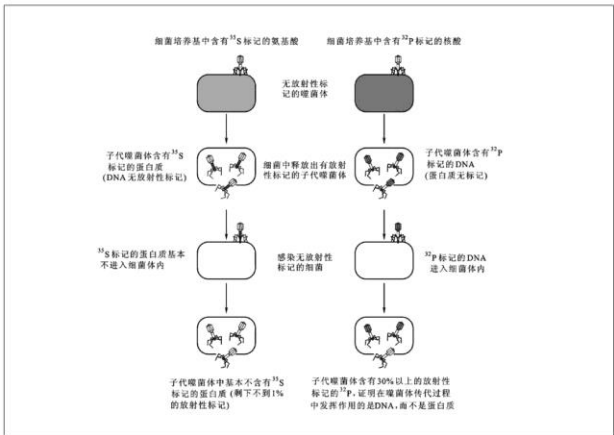 细菌培养基中含有³⁵S标记的氨基酸
细菌培养基中含有³²P标记的核酸
无放射性标
记的噬菌体
子代噬菌体含有³⁵S
标记的蛋白质
(DNA无放射性标记)
细菌中释放出有放射
性标记的子代噬菌体
子代噬菌体含有³²P
标记的DNA
(蛋白质无标记)
³⁵S标记的蛋白质基本
不进入细菌体内
感染无放射性
标记的细菌
³²P标记的DNA
进入细菌体内
子代噬菌体中基本不含有³⁵S
标记的蛋白质(剩下不到1%
的放射性标记)
子代噬菌体含有30%以上的放射性
标记的³²P,证明在噬菌体传代过程
中发挥作用的是DNA,而不是蛋白质